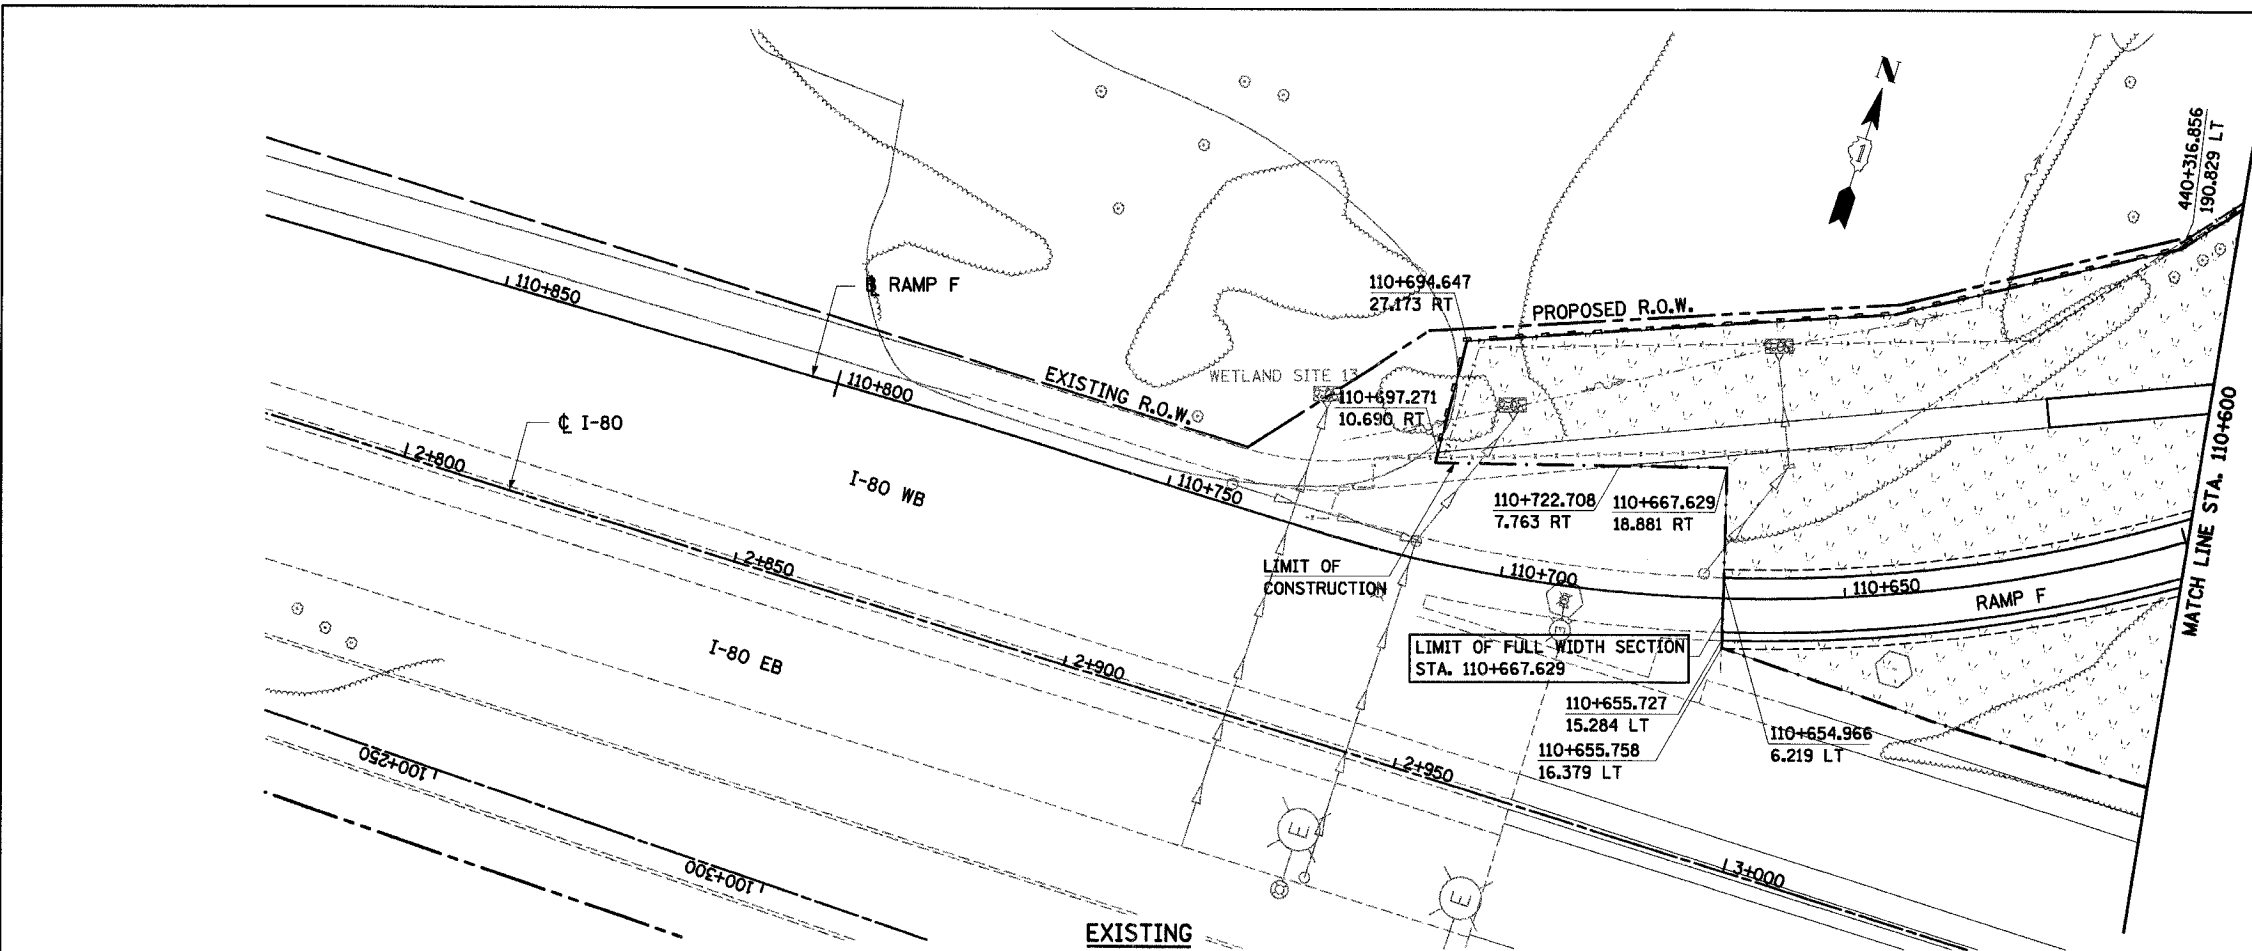 N
1
440+316.856
190.829 LT
110+694.647
27.173 RT
PROPOSED R.O.W.
110+850
RAMP F
EXISTING R.O.W.
WETLAND SITE 13
110+697.271
10.690 RT
110+800
℄ I-80
2+800
I-80 WB
110+750
110+722.708
7.763 RT
110+667.629
18.881 RT
MATCH LINE STA. 110+600
LIMIT OF
CONSTRUCTION
110+700
110+650
RAMP F
2+850
I-80 EB
2+900
LIMIT OF FULL WIDTH SECTION
STA. 110+667.629
110+655.727
15.284 LT
110+655.758
16.379 LT
110+654.966
6.219 LT
100+250
2+950
E
E
E
100+300
3+000
EXISTING